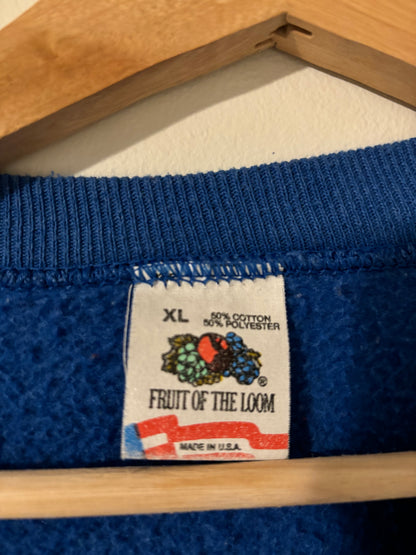 XL
50% COTTON
50% POLYESTER
®
FRUIT OF THE LOOM
MADE IN U.S.A.